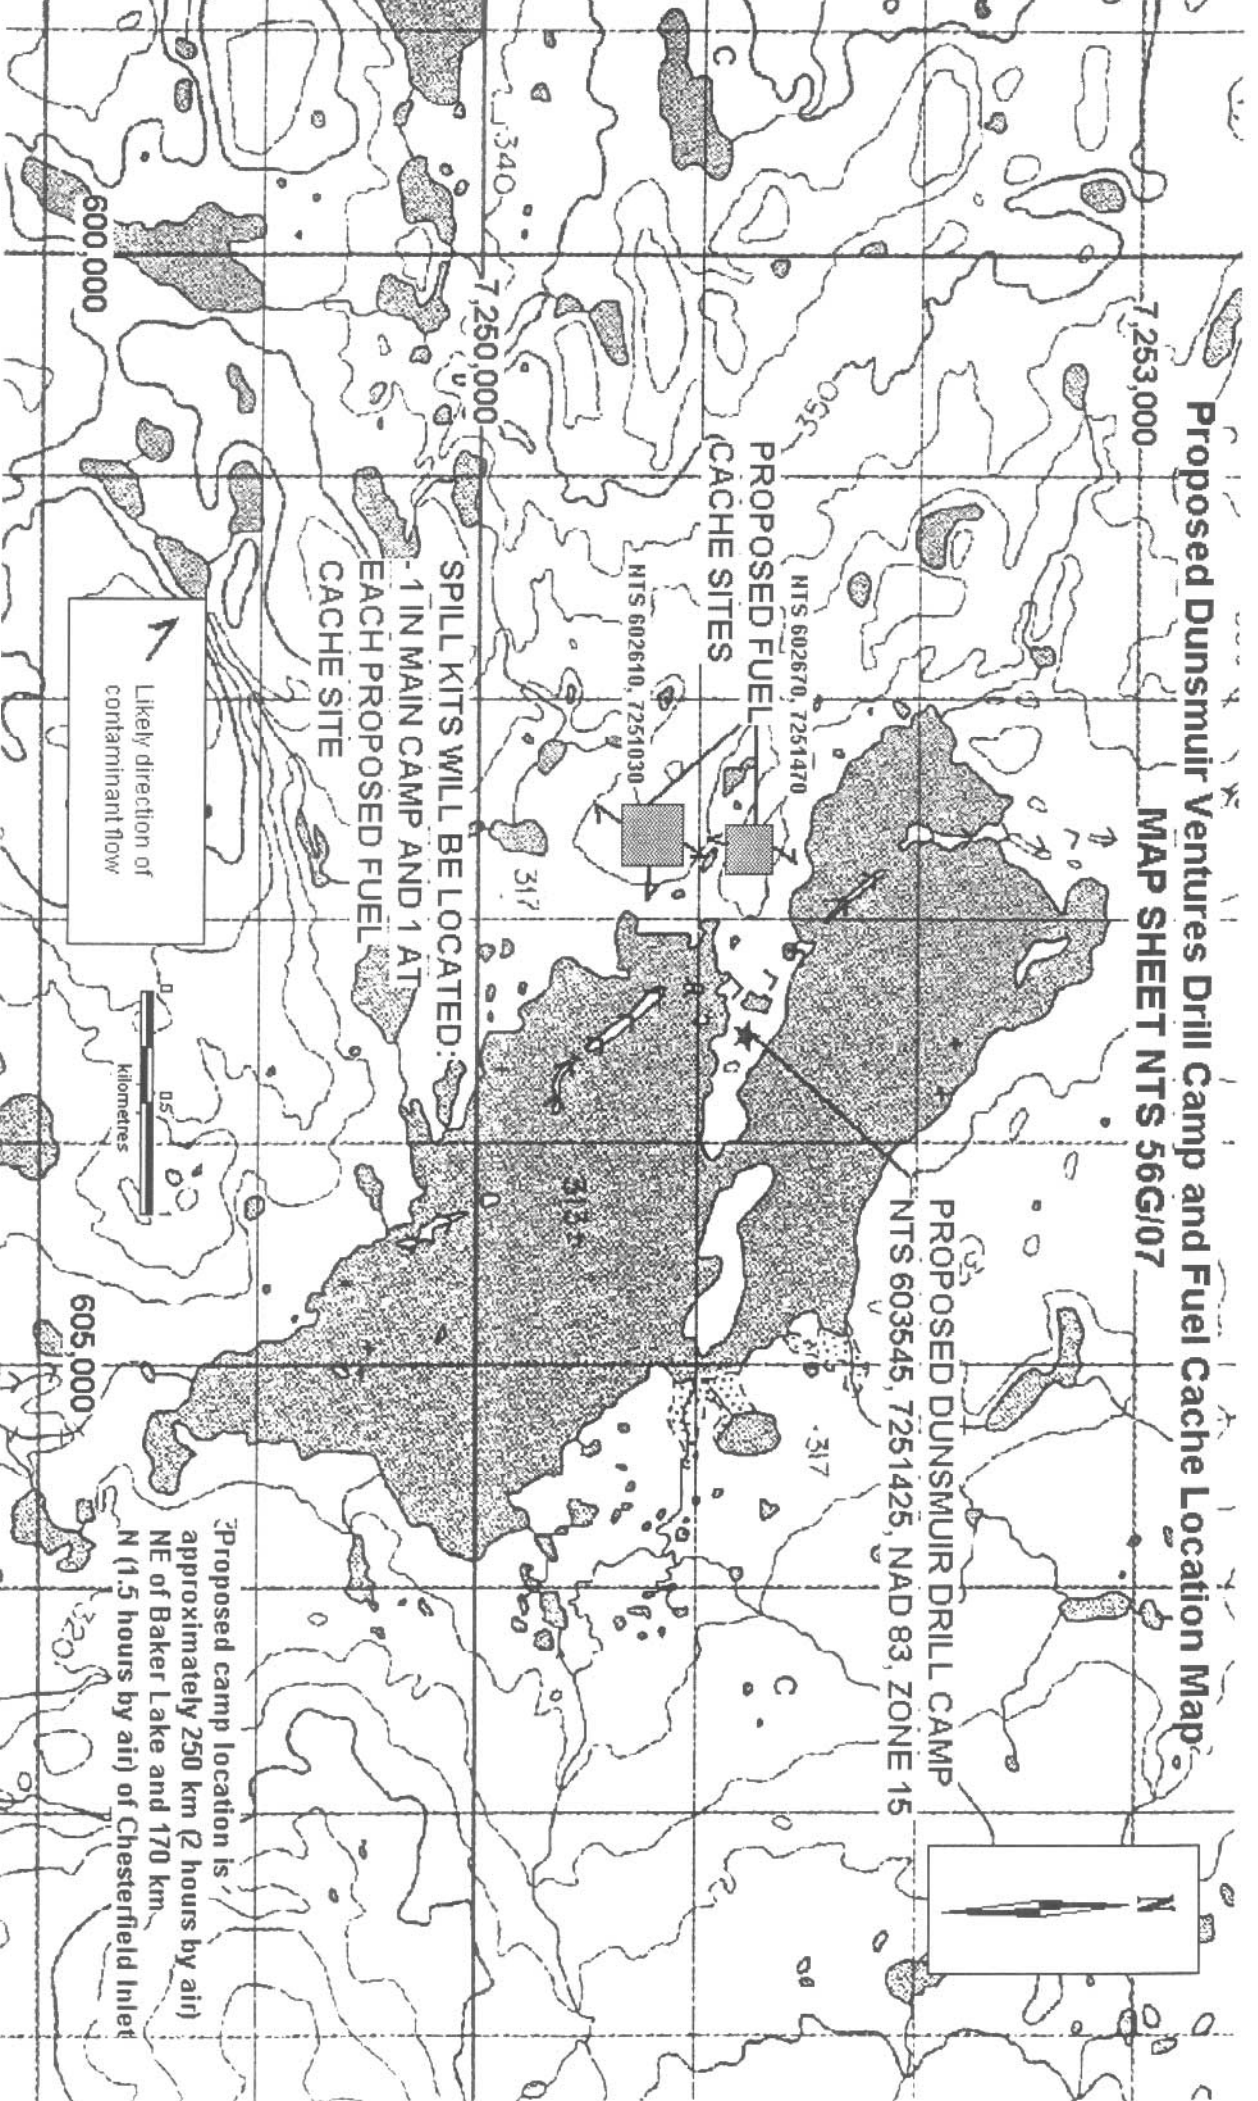 Proposed Dunsmuir Ventures Drill Camp and Fuel Cache Location Map
MAP SHEET NTS 56G/07
7,253,000
N
350
PROPOSED DUNSMUIR DRILL CAMP
NTS 603545, 7251425, NAD 83, ZONE 15
NTS 602670, 7251470
PROPOSED FUEL
CACHE SITES
NTS 602610, 7251030
317
C
C
340
7,250,000
313
317
SPILL KITS WILL BE LOCATED:
- 1 IN MAIN CAMP AND 1 AT
EACH PROPOSED FUEL
CACHE SITE
Likely direction of
contaminant flow
0
0.5
1
kilometres
600,000
605,000
320
Proposed camp location is
approximately 250 km (2 hours by air)
NE of Baker Lake and 170 km
N (1.5 hours by air) of Chesterfield Inlet